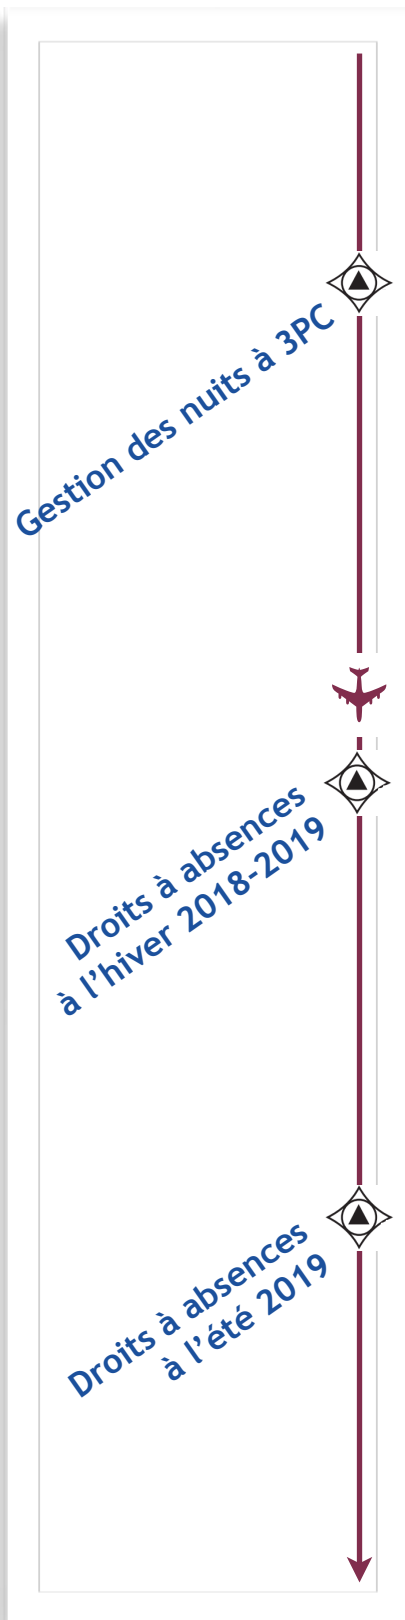 Gestion des nuits à 3PC
Droits à absences
à l’hiver 2018-2019
Droits à absences
à l’été 2019